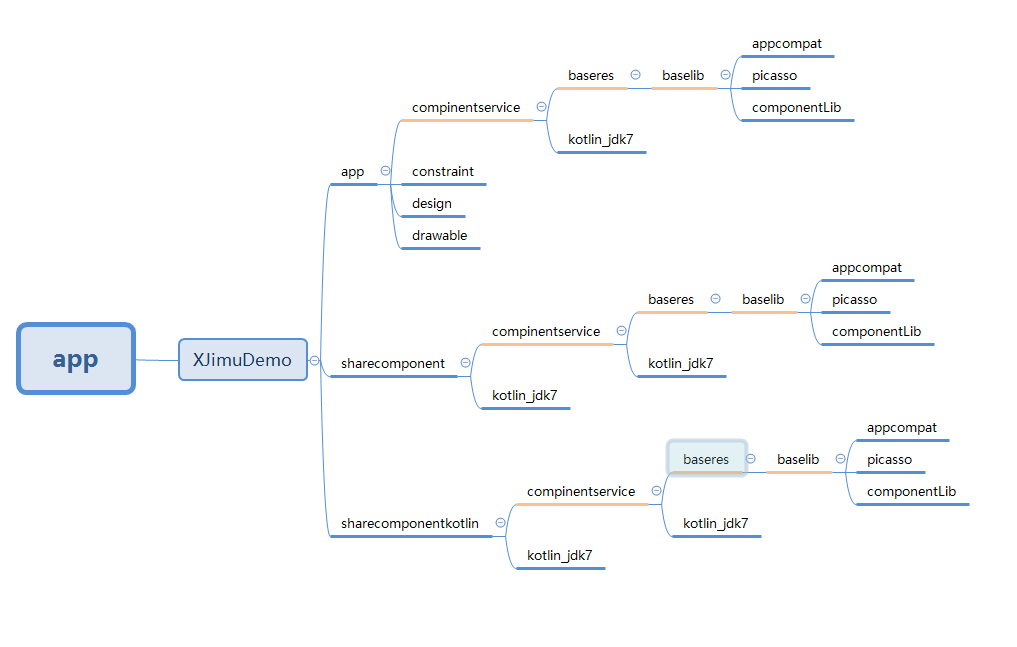 app
XJimuDemo
app
compinentservice
baseres
baselib
appcompat
picasso
componentLib
kotlin_jdk7
constraint
design
drawable
sharecomponent
compinentservice
baseres
baselib
appcompat
picasso
componentLib
kotlin_jdk7
kotlin_jdk7
sharecomponentkotlin
compinentservice
baseres
baselib
appcompat
picasso
componentLib
kotlin_jdk7
kotlin_jdk7